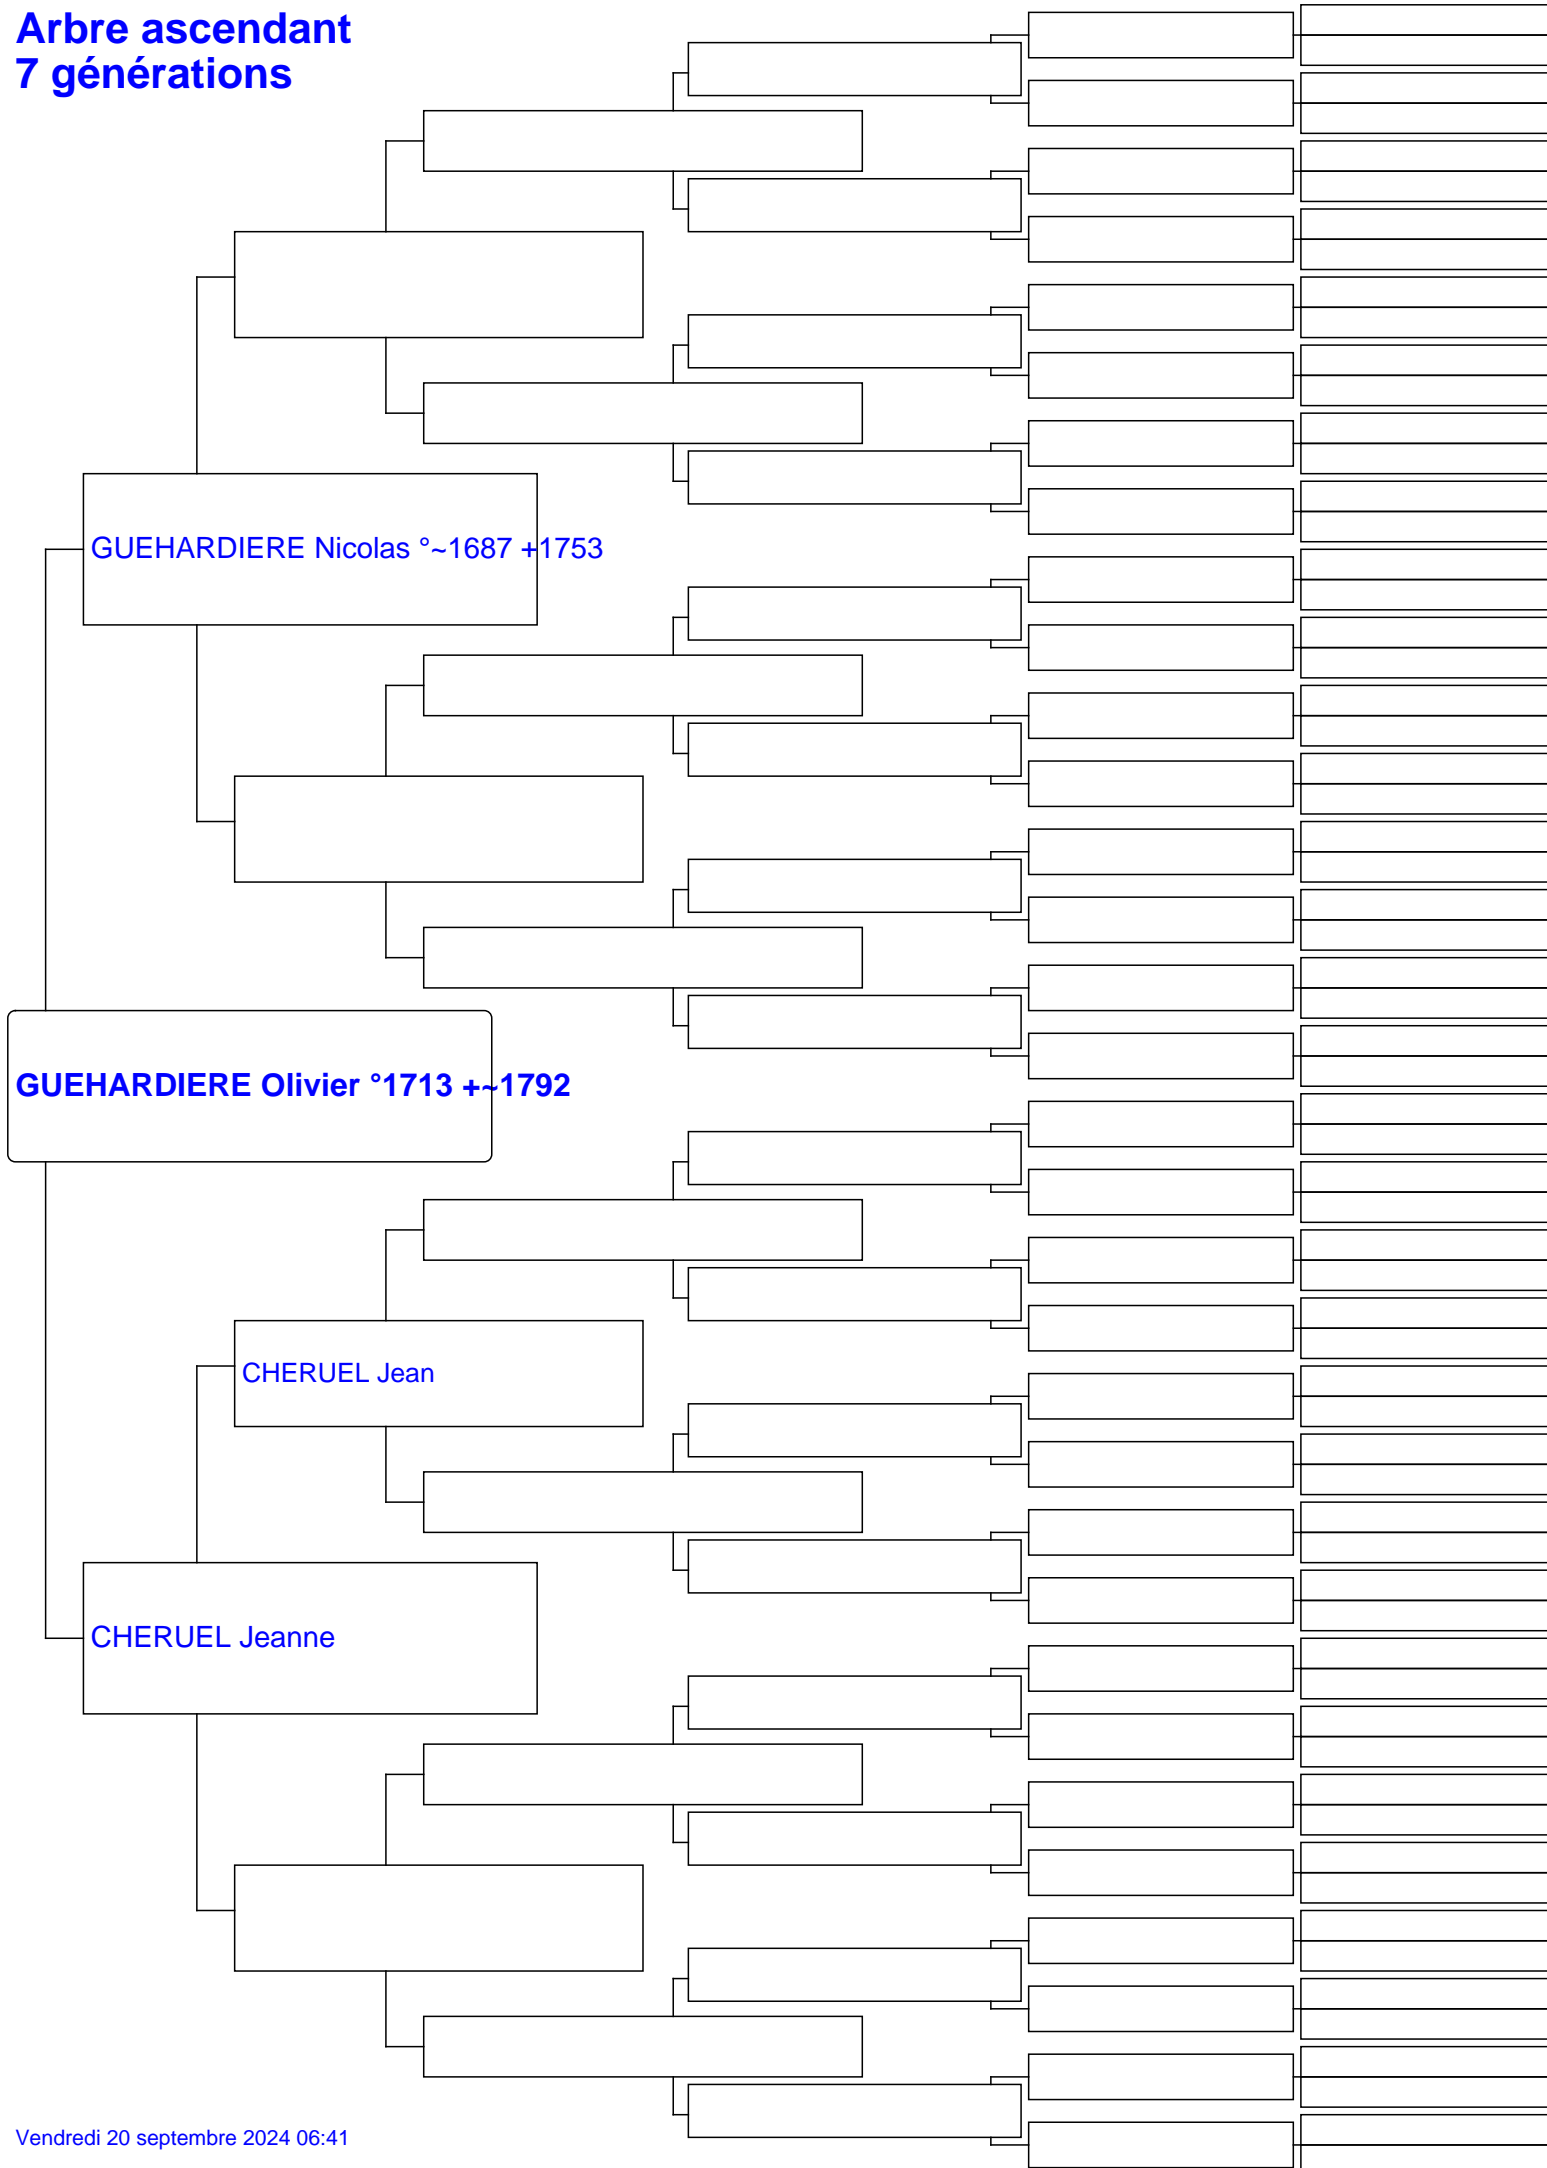 Arbre ascendant
7 générations
GUEHARDIERE Nicolas °~1687 +1753
GUEHARDIERE Olivier °1713 +~1792
CHERUEL Jean
CHERUEL Jeanne
Vendredi 20 septembre 2024 06:41